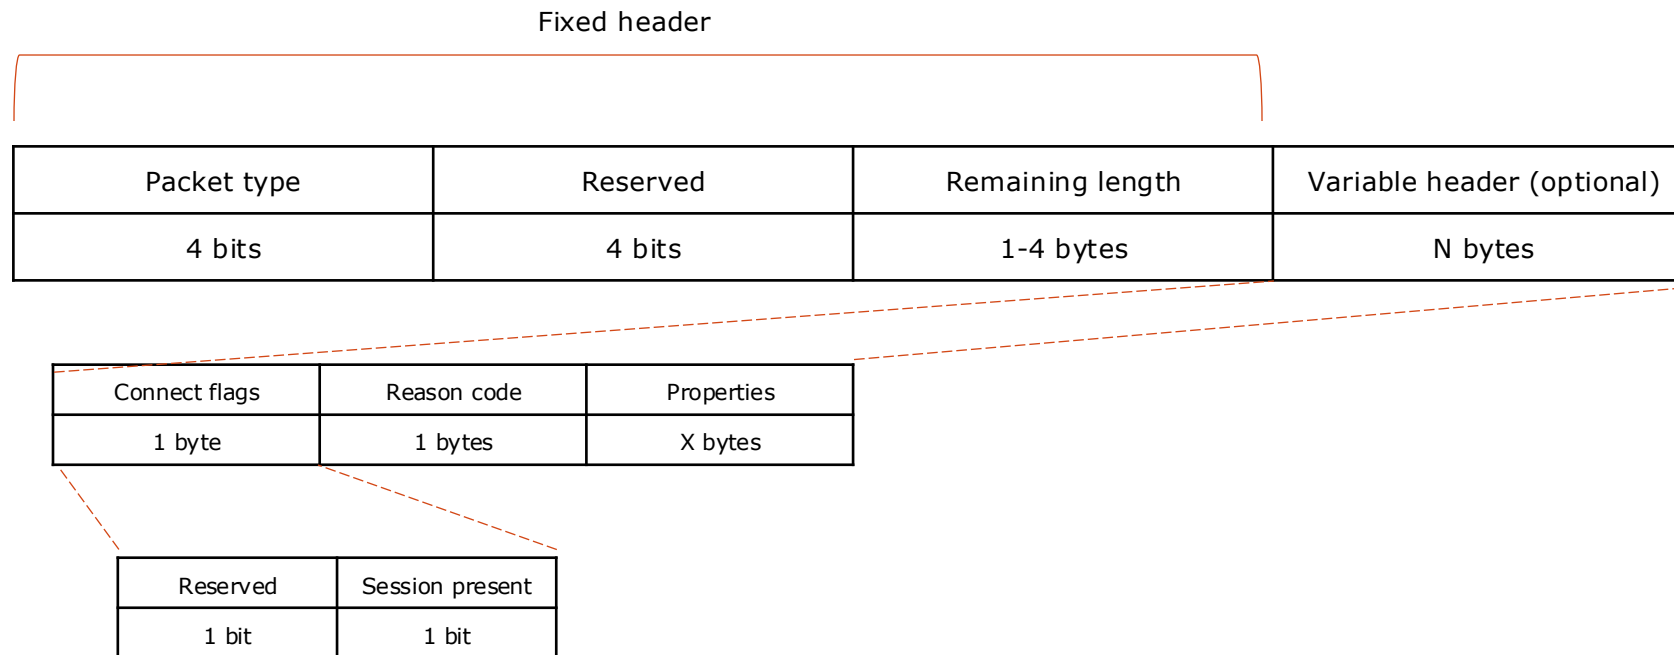 Fixed header
Packet type Reserved Remaining length Variable header (optional)
4 bits 4 bits 1-4 bytes N bytes
Connect flags Reason code Properties
1 byte 1 bytes X bytes
Reserved Session present
1 bit 1 bit